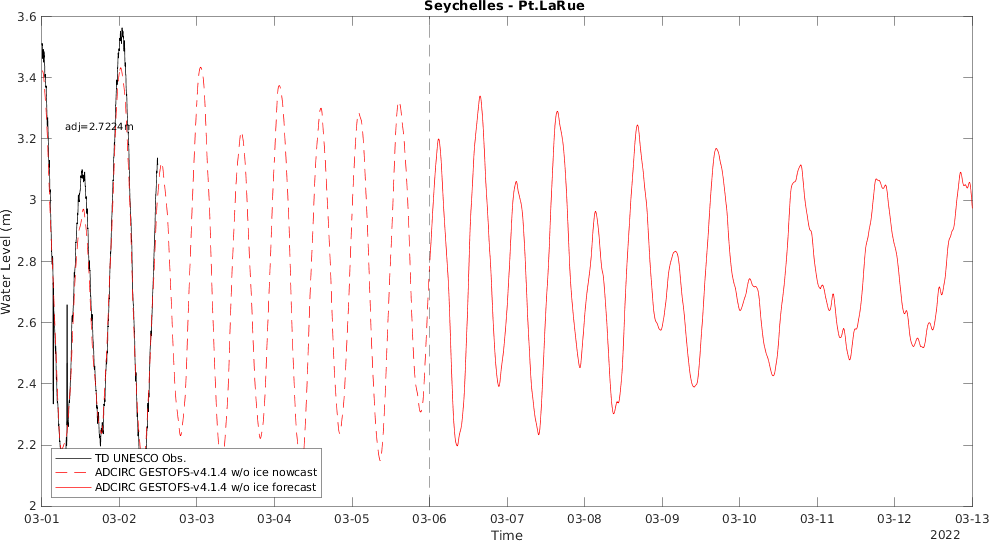 Seychelles - Pt.LaRue
3.6
3.4
3.2
3
2.8
2.6
2.4
2.2
2
Water Level (m)
adj=2.7224m
TD UNESCO Obs.
ADCIRC GESTOFS-v4.1.4 w/o ice nowcast
ADCIRC GESTOFS-v4.1.4 w/o ice forecast
03-01 03-02 03-03 03-04 03-05 03-06 03-07 03-08 03-09 03-10 03-11 03-12 03-13
Time
2022